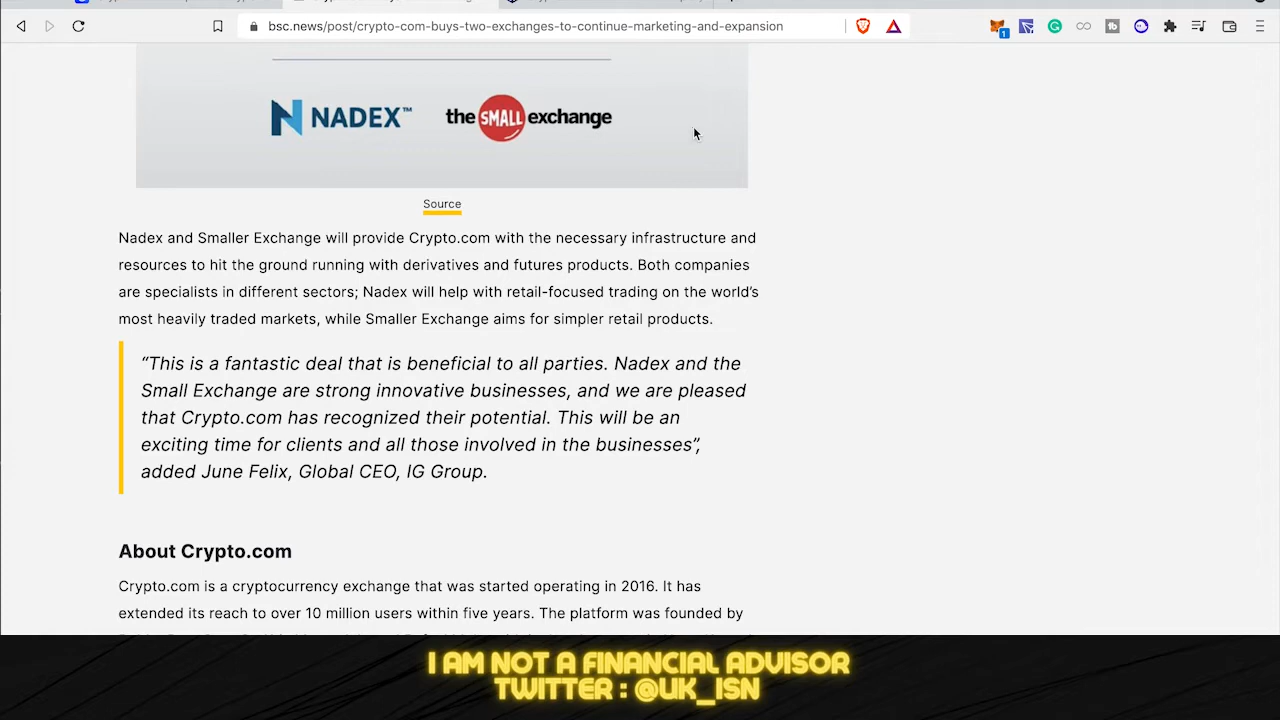 bsc.news/post/crypto-com-buys-two-exchanges-to-continue-marketing-and-expansion
1
NADEX™
the SMALL exchange
Source
Nadex and Smaller Exchange will provide Crypto.com with the necessary infrastructure and
resources to hit the ground running with derivatives and futures products. Both companies
are specialists in different sectors; Nadex will help with retail-focused trading on the world’s
most heavily traded markets, while Smaller Exchange aims for simpler retail products.
“This is a fantastic deal that is beneficial to all parties. Nadex and the
Small Exchange are strong innovative businesses, and we are pleased
that Crypto.com has recognized their potential. This will be an
exciting time for clients and all those involved in the businesses”,
added June Felix, Global CEO, IG Group.
About Crypto.com
Crypto.com is a cryptocurrency exchange that was started operating in 2016. It has
extended its reach to over 10 million users within five years. The platform was founded by
I AM NOT A FINANCIAL ADVISOR
TWITTER : @UK_ISN